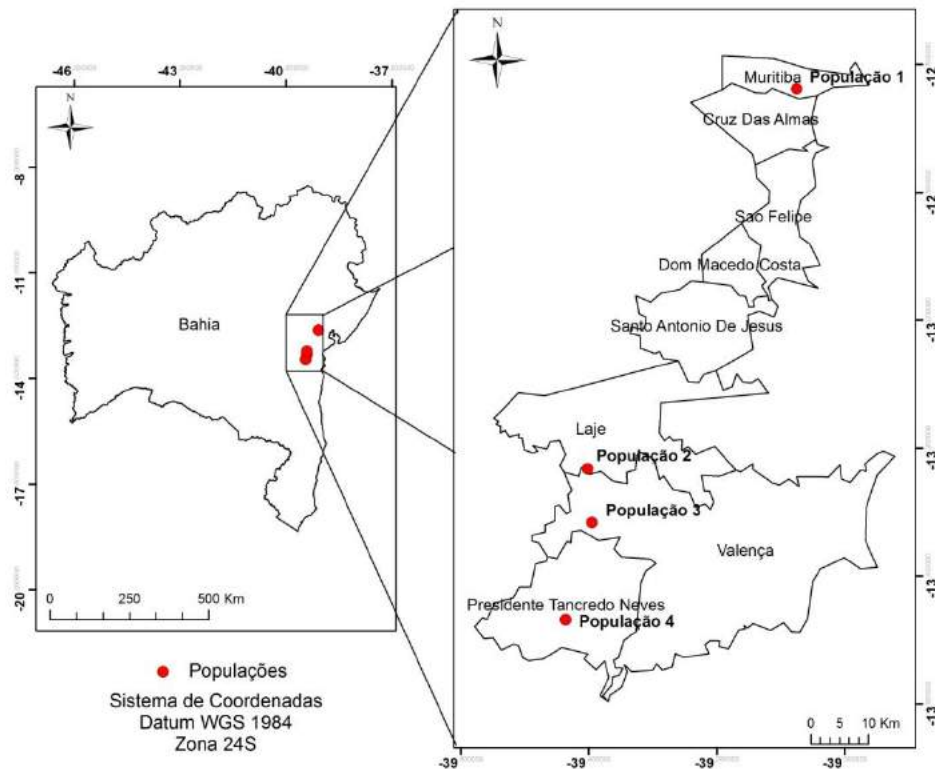 N
-46
-43
-40
-37
-8
-11
-14
-17
-20
Bahia
0 250 500 Km
Populações
Sistema de Coordenadas
Datum WGS 1984
Zona 24S
N
Muritiba População 1
Cruz Das Almas
Sao Felipe
Dom Macedo Costa
Santo Antonio De Jesus
Laje
População 2
População 3
Valença
Presidente Tancredo Neves
População 4
0 5 10 Km
-39
-39
-39
-39
-12
-12
-13
-13
-13
-13